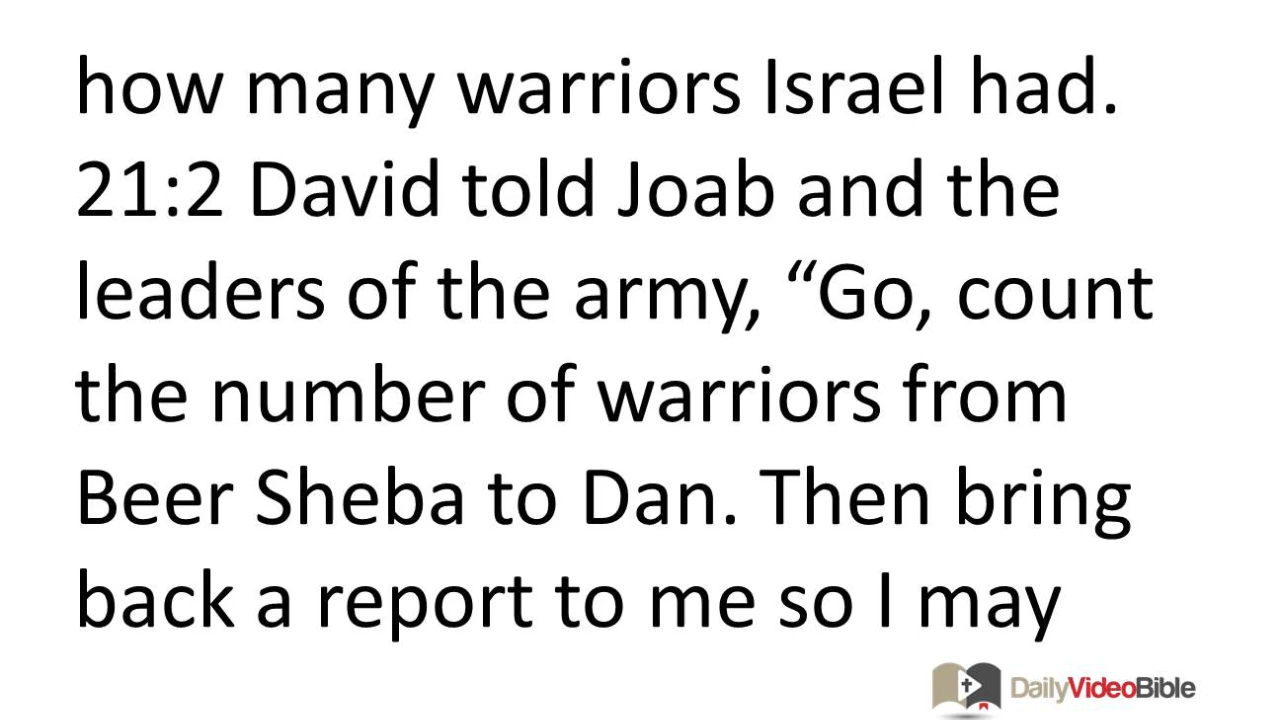 how many warriors Israel had.
21:2 David told Joab and the
leaders of the army, “Go, count
the number of warriors from
Beer Sheba to Dan. Then bring
back a report to me so I may
DailyVideoBible